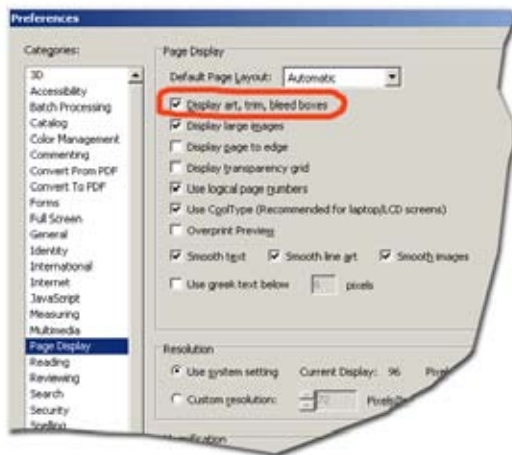 Preferences
Categories:
3D
Accessibility
Batch Processing
Catalog
Color Management
Commenting
Convert From PDF
Convert To PDF
Forms
Full Screen
General
Identity
International
Internet
JavaScript
Measuring
Multimedia
Page Display
Reading
Reviewing
Search
Security
Spelling
Page Display
Default Page Layout: Automatic
Display art, trim, bleed boxes
Display large images
Display page to edge
Display transparency grid
Use logical page numbers
Use CoolType (Recommended for laptop/LCD screens)
Overprint Preview
Smooth text Smooth line art Smooth images
Use greek text below 6 pixels
Resolution
Use system setting Current Display: 96
Custom resolution: 72
Magnification